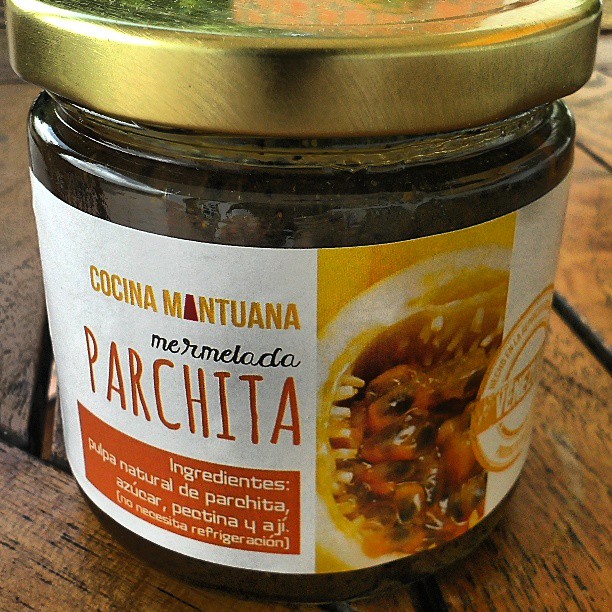 COCINA MANTUANA
mermelada
PARCHITA
Ingredientes:
pulpa natural de parchita,
azúcar, pectina y ají.
(no necesita refrigeración)